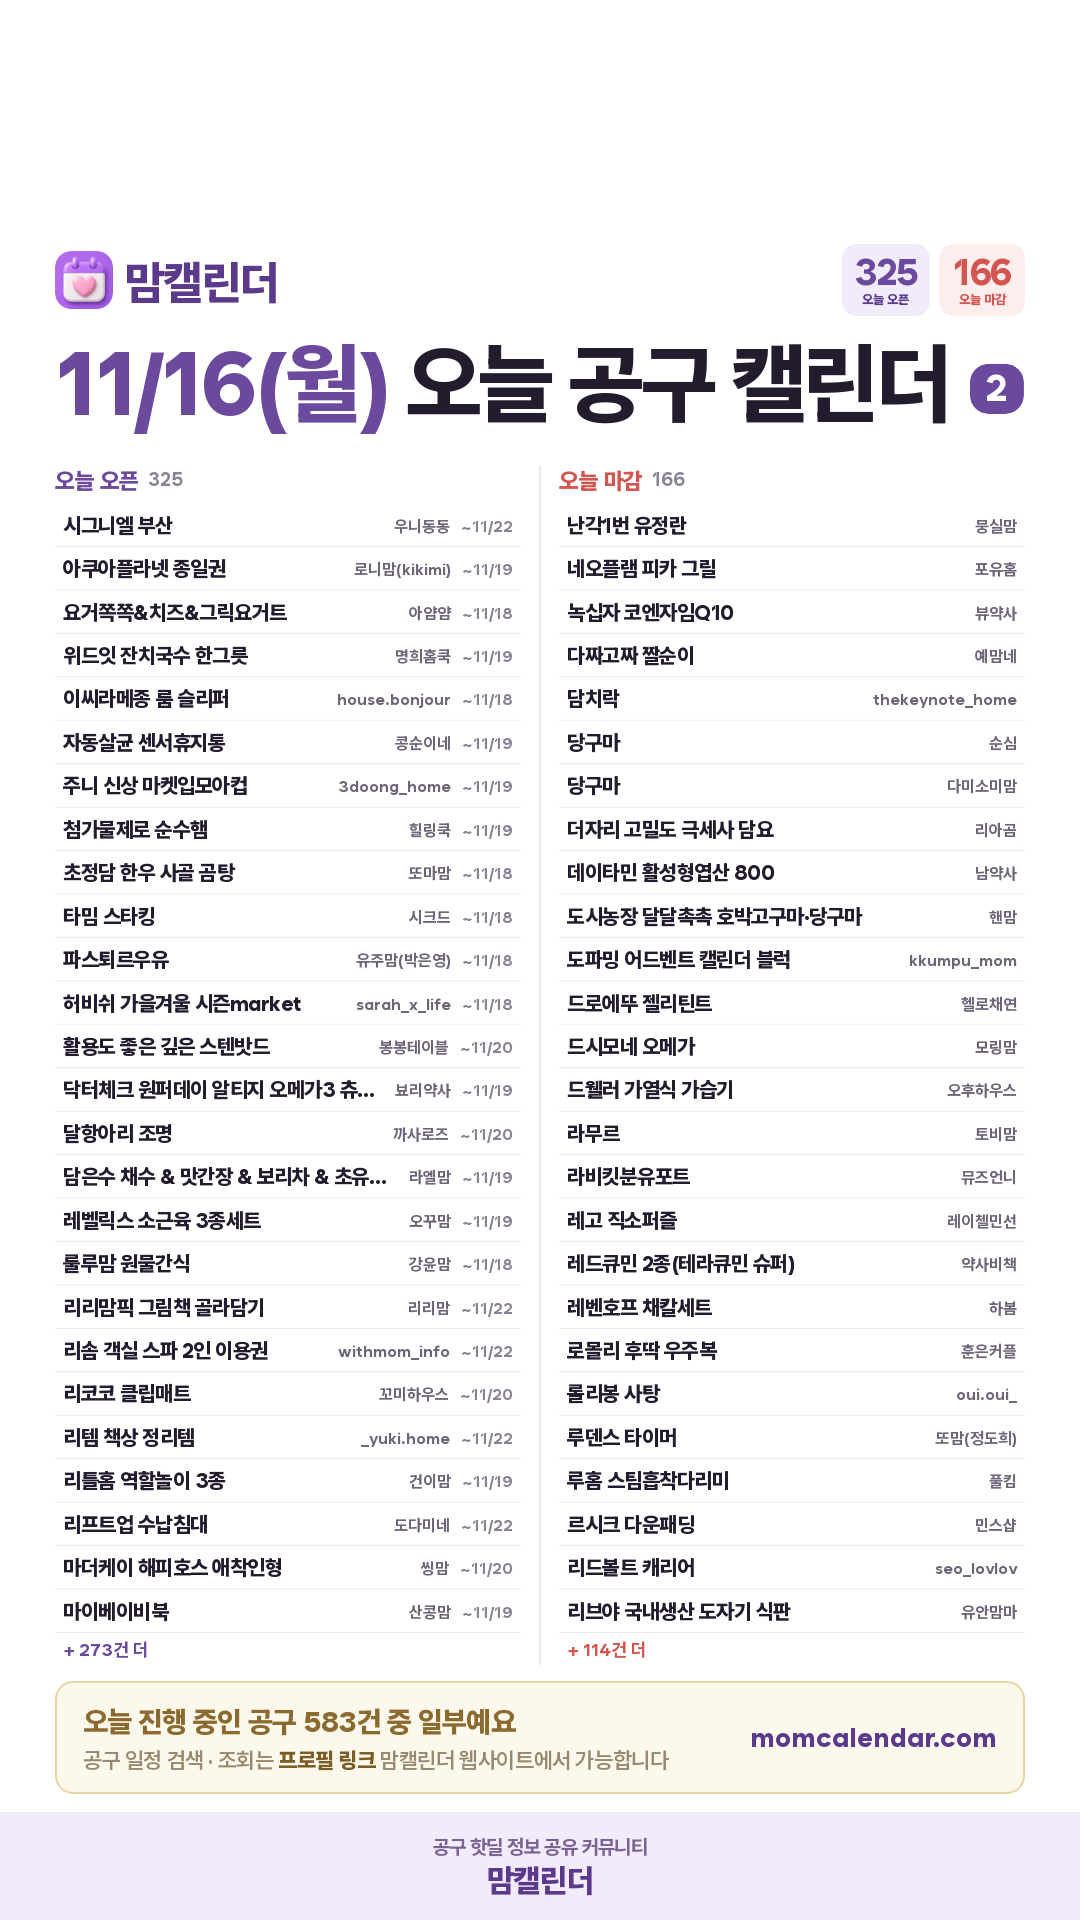 맘캘린더
325
오늘 오픈
166
오늘 마감
11/16(월) 오늘 공구 캘린더 2
오늘 오픈 325
시그니엘 부산 우니동동 ~11/22
아쿠아플라넷 종일권 로니맘(kikimi) ~11/19
요거쪽쪽&치즈&그릭요거트 아얌얌 ~11/18
위드잇 잔치국수 한그릇 명희홈쿡 ~11/19
이씨라메종 룸 슬리퍼 house.bonjour ~11/18
자동살균 센서휴지통 콩순이네 ~11/19
주니 신상 마켓입모아컵 3doong_home ~11/19
첨가물제로 순수햄 힐링쿡 ~11/19
초정담 한우 사골 곰탕 또마맘 ~11/18
타밈 스타킹 시크드 ~11/18
파스퇴르우유 유주맘(박은영) ~11/18
허비쉬 가을겨울 시즌market sarah_x_life ~11/18
활용도 좋은 깊은 스텐밧드 봉봉테이블 ~11/20
닥터체크 원퍼데이 알티지 오메가3 츄... 뵤리약사 ~11/19
달항아리 조명 까사로즈 ~11/20
담은수 채수 & 맛간장 & 보리차 & 초유... 라엘맘 ~11/19
레벨릭스 소근육 3종세트 오꾸맘 ~11/19
룰루맘 원물간식 강윤맘 ~11/18
리리맘픽 그림책 골라담기 리리맘 ~11/22
리솜 객실 스파 2인 이용권 withmom_info ~11/22
리코코 클립매트 꼬미하우스 ~11/20
리템 책상 정리템 _yuki.home ~11/22
리틀홈 역할놀이 3종 건이맘 ~11/19
리프트업 수납침대 도다미네 ~11/22
마더케이 해피호스 애착인형 씽맘 ~11/20
마이베이비북 산콩맘 ~11/19
+ 273건 더
오늘 마감 166
난각1번 유정란 뭉실맘
네오플램 피카 그릴 포유홈
녹십자 코엔자임Q10 뷰약사
다짜고짜 짤순이 예맘네
담치락 thekeynote_home
당구마 순심
당구마 다미소미맘
더자리 고밀도 극세사 담요 리아곰
데이타민 활성형엽산 800 남약사
도시농장 달달촉촉 호박고구마·당구마 핸맘
도파밍 어드벤트 캘린더 블럭 kkumpu_mom
드로에뚜 젤리틴트 헬로채연
드시모네 오메가 모링맘
드웰러 가열식 가습기 오후하우스
라무르 토비맘
라비킷분유포트 뮤즈언니
레고 직소퍼즐 레이첼민선
레드큐민 2종(테라큐민 슈퍼) 약사비책
레벤호프 채칼세트 하봄
로몰리 후딱 우주복 훈은커플
롤리봉 사탕 oui.oui_
루덴스 타이머 또맘(정도희)
루홈 스팀흡착다리미 풀킴
르시크 다운패딩 민스샵
리드볼트 캐리어 seo_lovlov
리브야 국내생산 도자기 식판 유안맘마
+ 114건 더
오늘 진행 중인 공구 583건 중 일부예요
공구 일정 검색 · 조회는 프로필 링크 맘캘린더 웹사이트에서 가능합니다
momcalendar.com
공구 핫딜 정보 공유 커뮤니티
맘캘린더